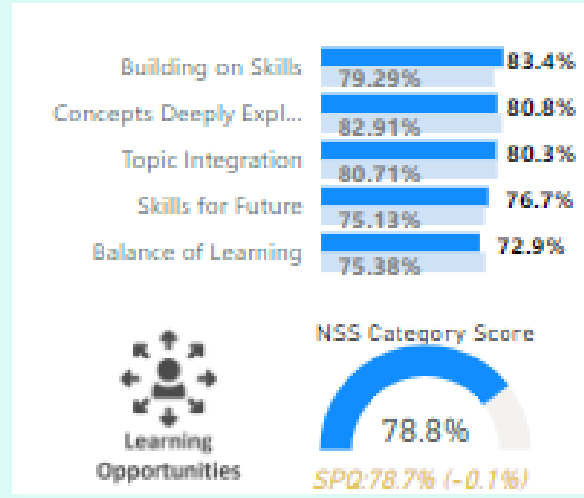 Building on Skills 83.4%
79.29%
Concepts Deeply Expl... 80.8%
82.91%
Topic Integration 80.3%
80.71%
Skills for Future 76.7%
75.13%
Balance of Learning 72.9%
75.38%
NSS Category Score
78.8%
Learning
Opportunities
SPQ:78.7% (-0.1%)